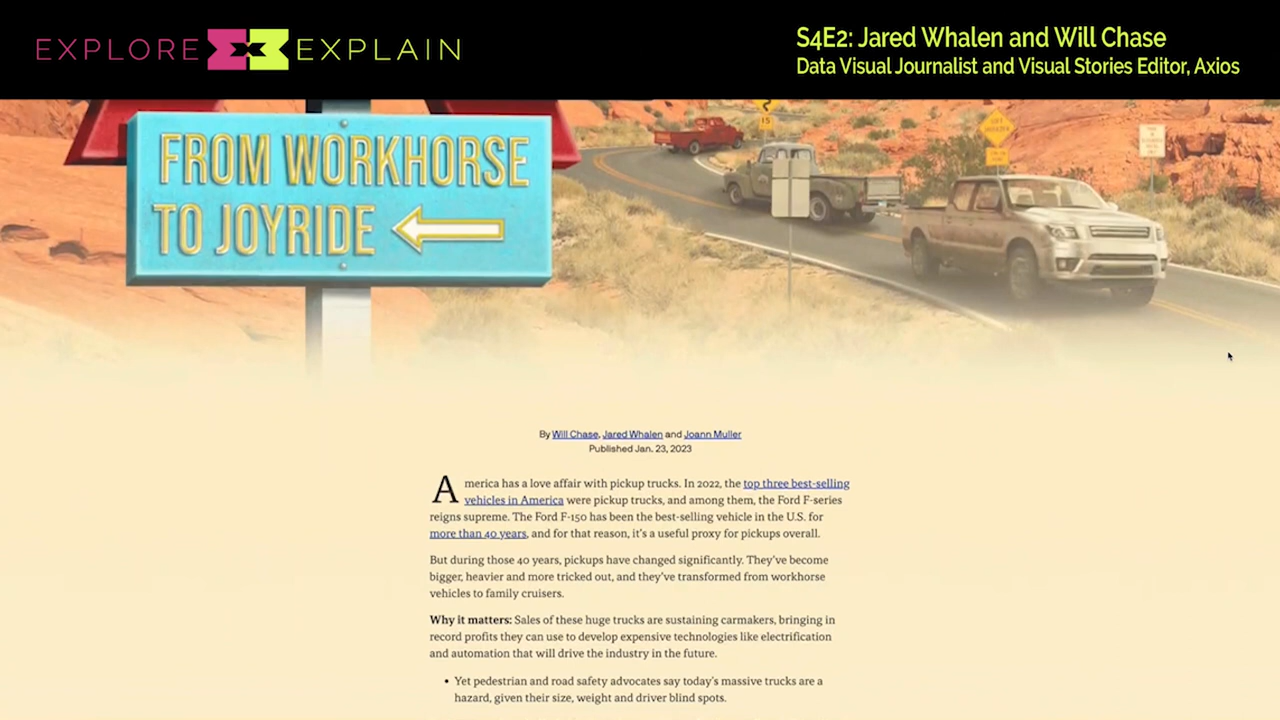 EXPLORE EXPLAIN
S4E2: Jared Whalen and Will Chase
Data Visual Journalist and Visual Stories Editor, Axios
FROM WORKHORSE
TO JOYRIDE
15
By Will Chase, Jared Whalen and Joann Muller
Published Jan. 23, 2023
America has a love affair with pickup trucks. In 2022, the top three best-selling
vehicles in America were pickup trucks, and among them, the Ford F-series
reigns supreme. The Ford F-150 has been the best-selling vehicle in the U.S. for
more than 40 years, and for that reason, it's a useful proxy for pickups overall.
But during those 40 years, pickups have changed significantly. They've become
bigger, heavier and more tricked out, and they've transformed from workhorse
vehicles to family cruisers.
Why it matters: Sales of these huge trucks are sustaining carmakers, bringing in
record profits they can use to develop expensive technologies like electrification
and automation that will drive the industry in the future.
• Yet pedestrian and road safety advocates say today's massive trucks are a
hazard, given their size, weight and driver blind spots.